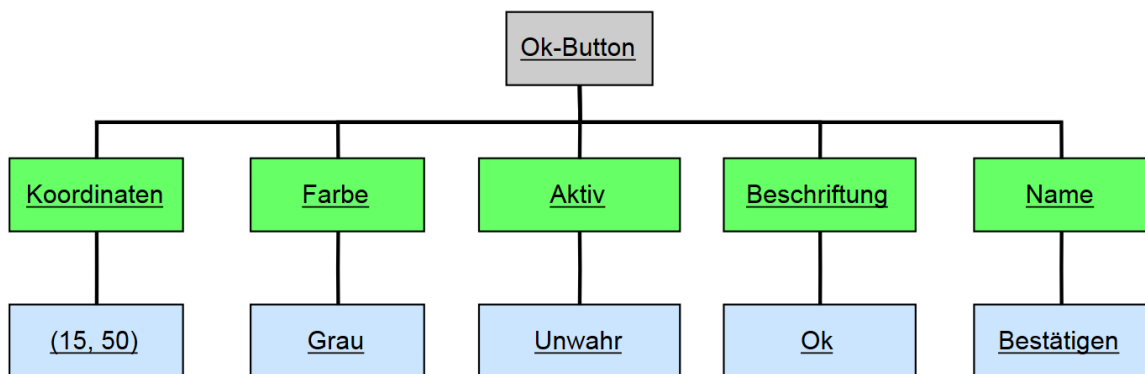 Ok-Button
Koordinaten
Farbe
Aktiv
Beschriftung
Name
(15, 50)
Grau
Unwahr
Ok
Bestätigen